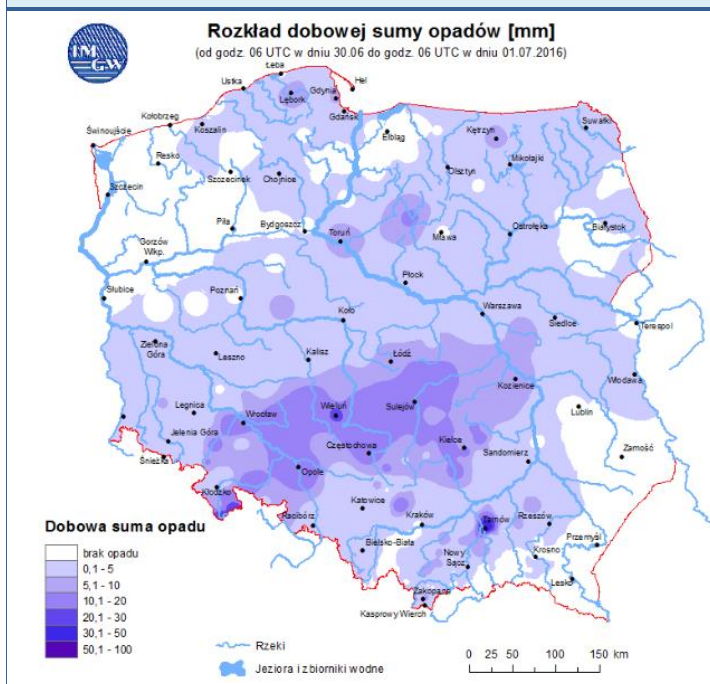 IM
GW
Rozkład dobowej sumy opadów [mm]
(od godz. 06 UTC w dniu 30.06 do godz. 06 UTC w dniu 01.07.2016)
Łeba
Hel
Ustka
Gdynia
Lębork
Gdańsk
Kołobrzeg
Koszalin
Elbląg
Kętrzyn
Suwałki
Świnoujście
Resko
Mikołajki
Szczecin
Szczecinek
Chojnice
Olsztyn
Piła
Bydgoszcz
Toruń
Mława
Ostrołęka
Białystok
Gorzów
Wlkp.
Płock
Słubice
Poznań
Koło
Warszawa
Siedlce
Terespol
Zielona
Góra
Leszno
Kalisz
Łódź
Kozienice
Włodawa
Legnica
Wrocław
Wieluń
Sulejów
Lublin
Jelenia Góra
Częstochowa
Kielce
Sandomierz
Zamość
Śnieżka
Opole
Kłodzko
Katowice
Racibórz
Kraków
Tarnów
Rzeszów
Bielsko-Biała
Przemyśl
Nowy
Sącz
Krosno
Lesko
Zakopane
Kasprowy Wierch
Dobowa suma opadu
brak opadu
0,1 - 5
5,1 - 10
10,1 - 20
20,1 - 30
30,1 - 50
50,1 - 100
Rzeki
Jeziora i zbiorniki wodne
0 25 50 100 150 km